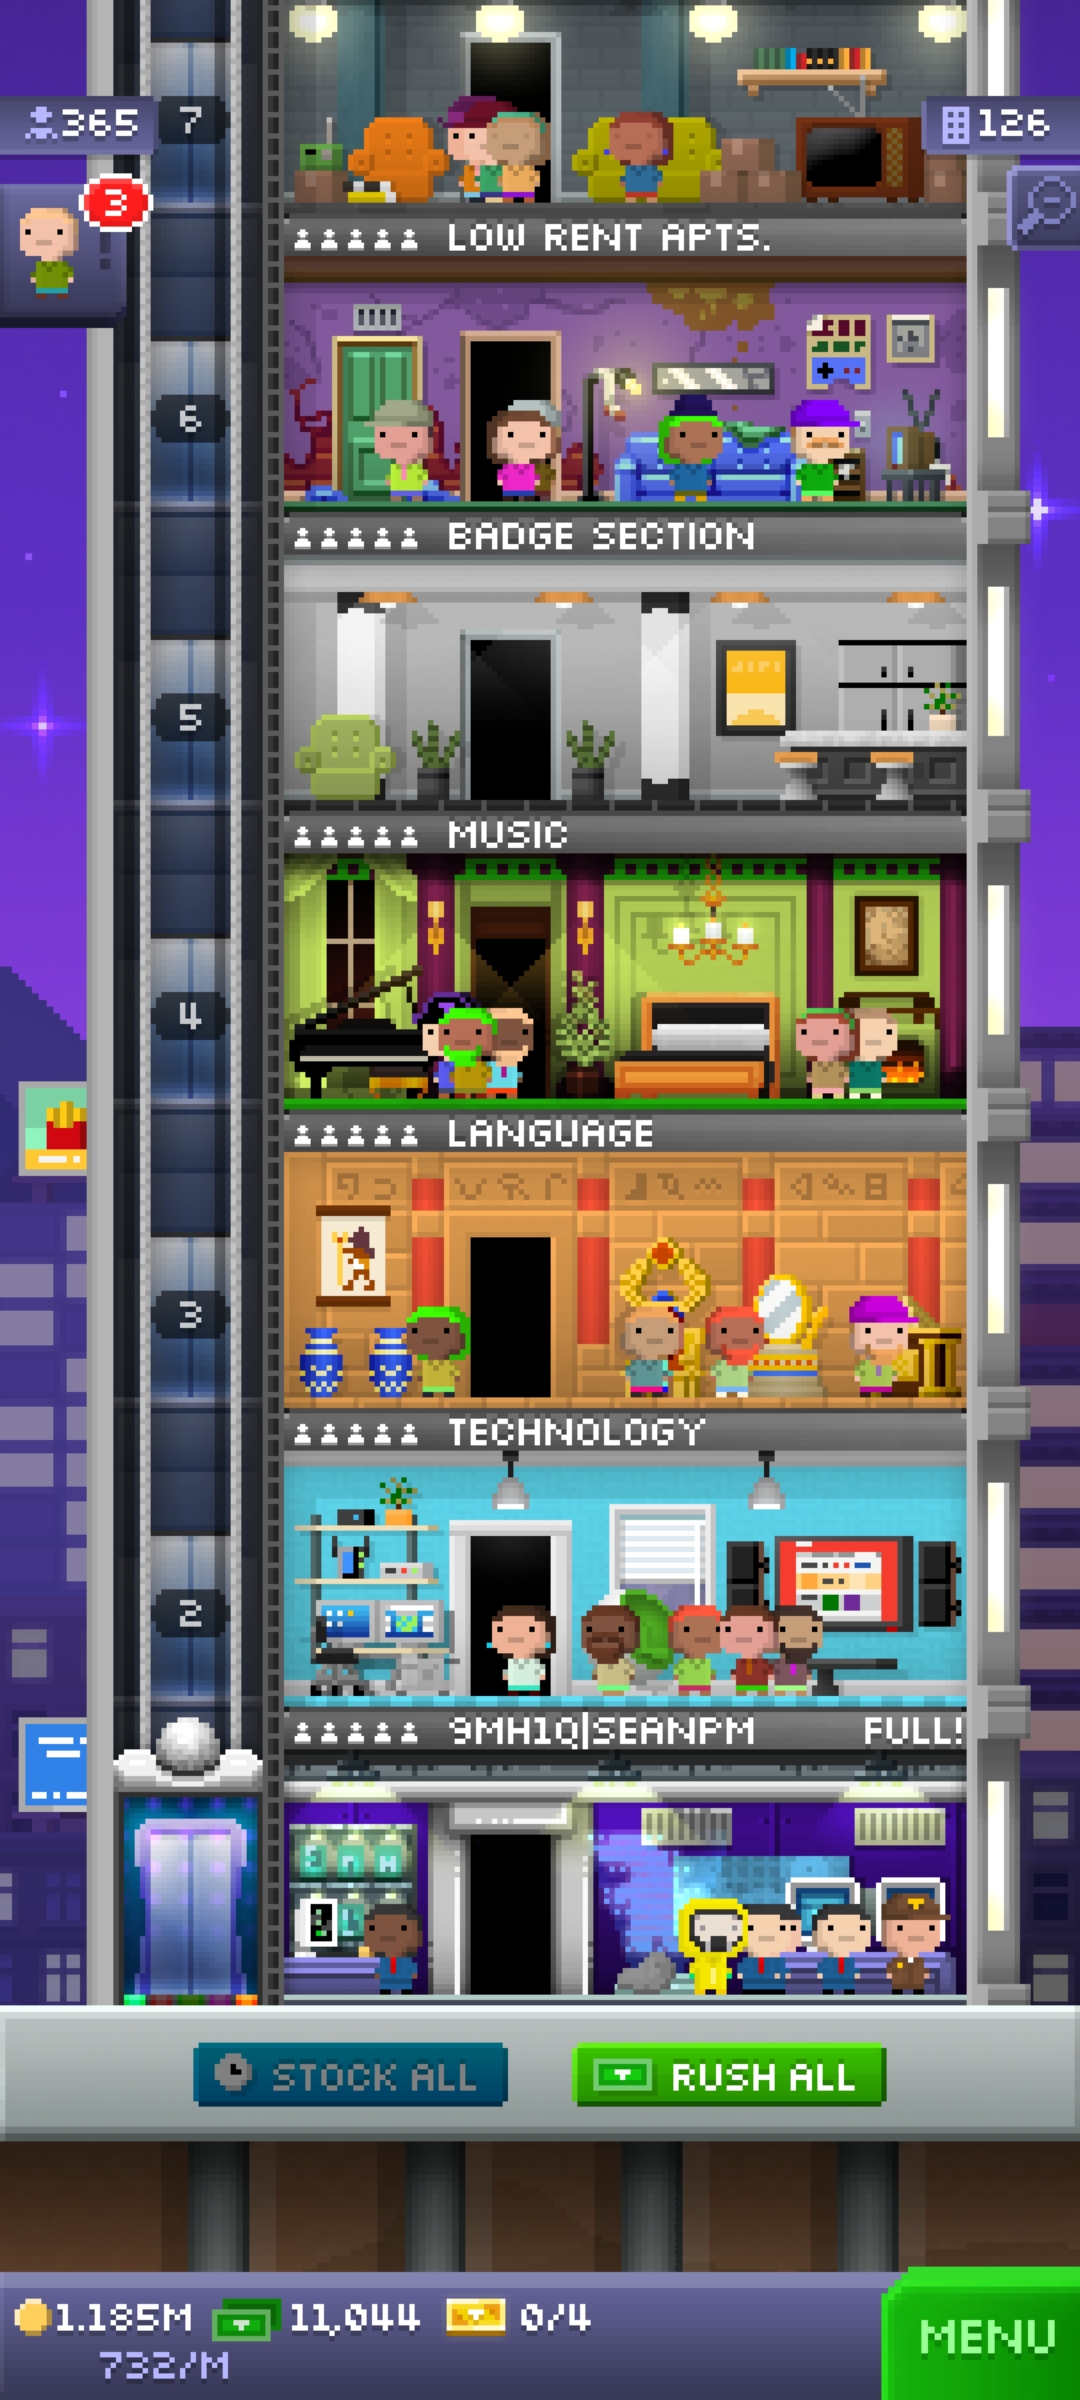 7
365
126
3
LOW RENT APTS.
6
BADGE SECTION
5
MUSIC
4
LANGUAGE
3
TECHNOLOGY
2
9MH1Q|SEANPM FULL!
STOCK ALL
RUSH ALL
1.185M 11,044 0/4
732/M
MENU